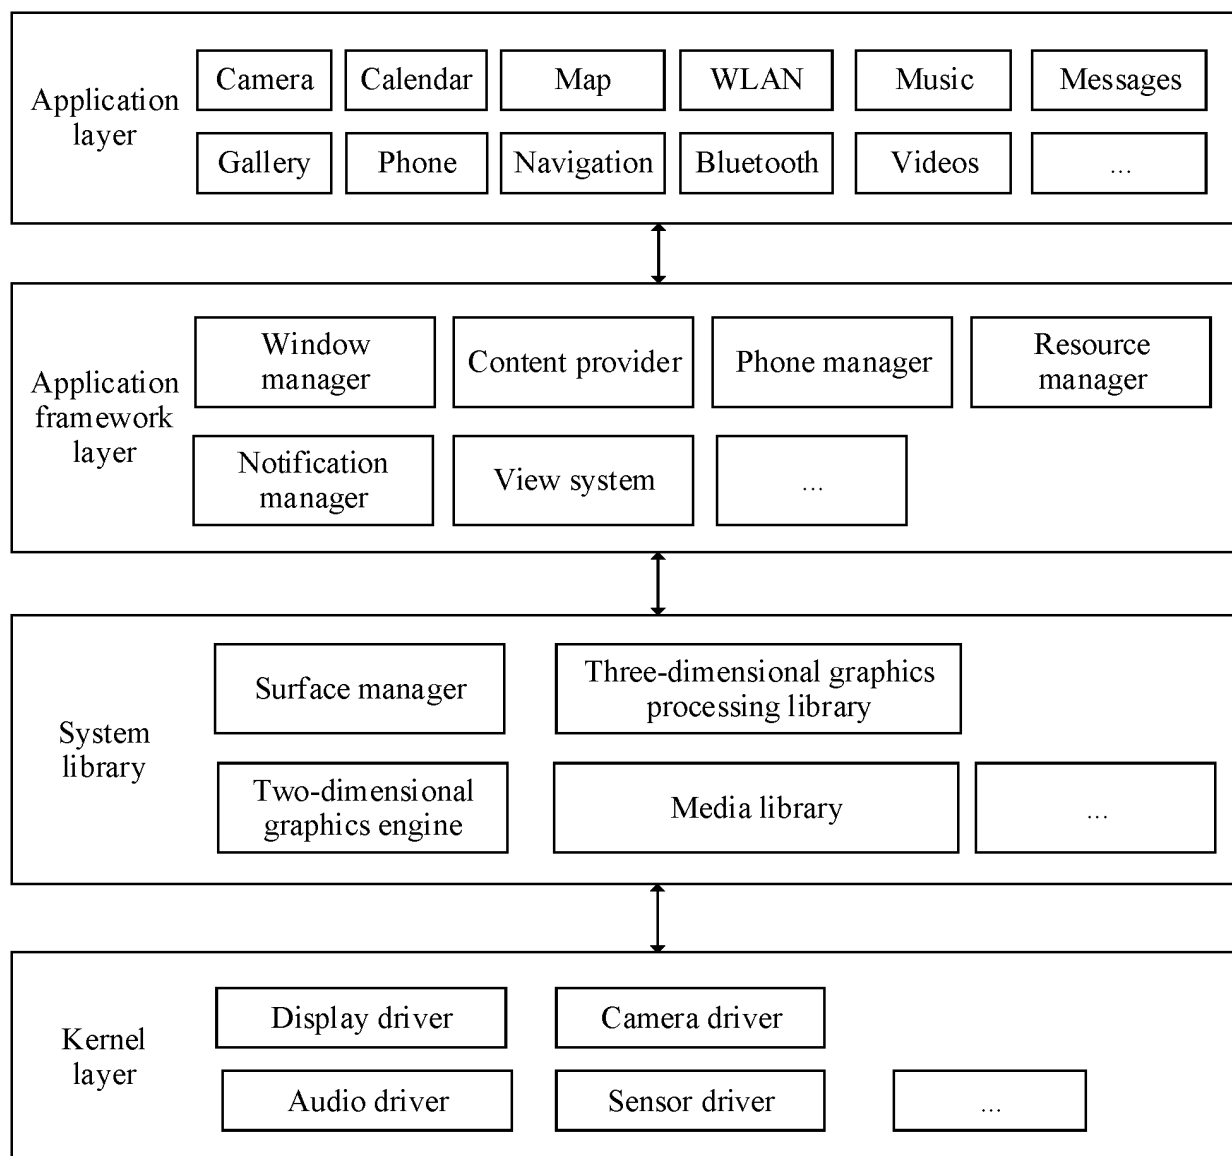 Application
layer
Camera
Calendar
Map
WLAN
Music
Messages
Gallery
Phone
Navigation
Bluetooth
Videos
...
Application
framework
layer
Window
manager
Content provider
Phone manager
Resource
manager
Notification
manager
View system
...
System
library
Surface manager
Three-dimensional graphics
processing library
Two-dimensional
graphics engine
Media library
...
Kernel
layer
Display driver
Camera driver
Audio driver
Sensor driver
...